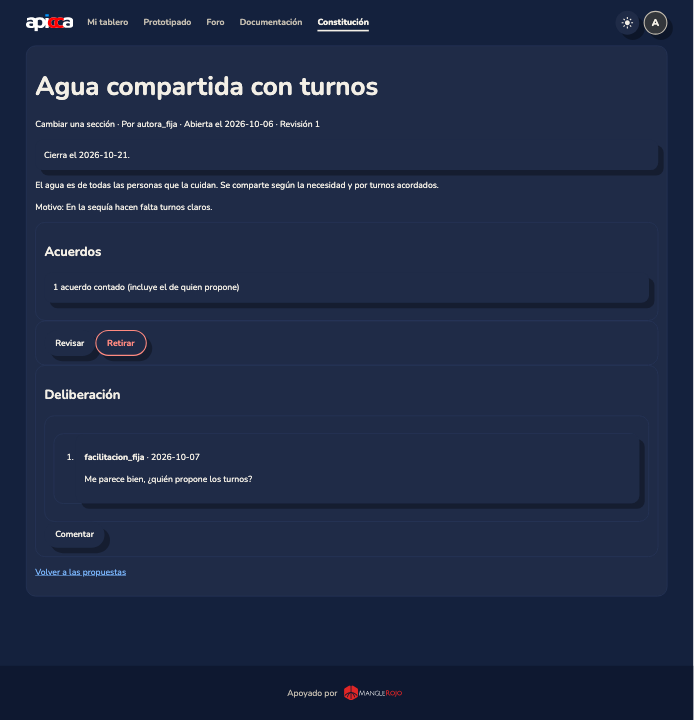 apicca
Mi tablero
Prototipado
Foro
Documentación
Constitución
A
Agua compartida con turnos
Cambiar una sección · Por autora_fija · Abierta el 2026-10-06 · Revisión 1
Cierra el 2026-10-21.
El agua es de todas las personas que la cuidan. Se comparte según la necesidad y por turnos acordados.
Motivo: En la sequía hacen falta turnos claros.
Acuerdos
1 acuerdo contado (incluye el de quien propone)
Revisar
Retirar
Deliberación
1. facilitacion_fija · 2026-10-07
Me parece bien, ¿quién propone los turnos?
Comentar
Volver a las propuestas
Apoyado por MANGLEROJO